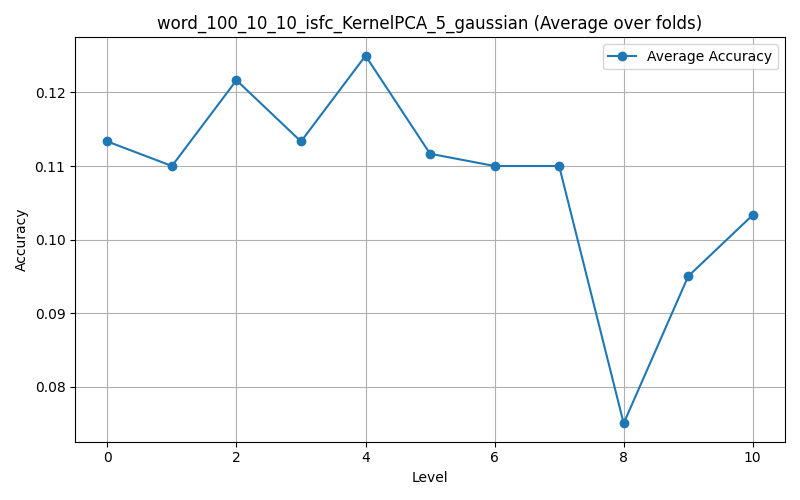 word_100_10_10_isfc_KernelPCA_5_gaussian (Average over folds)
Average Accuracy
0.12
0.11
0.10
0.09
0.08
Accuracy
0 2 4 6 8 10
Level